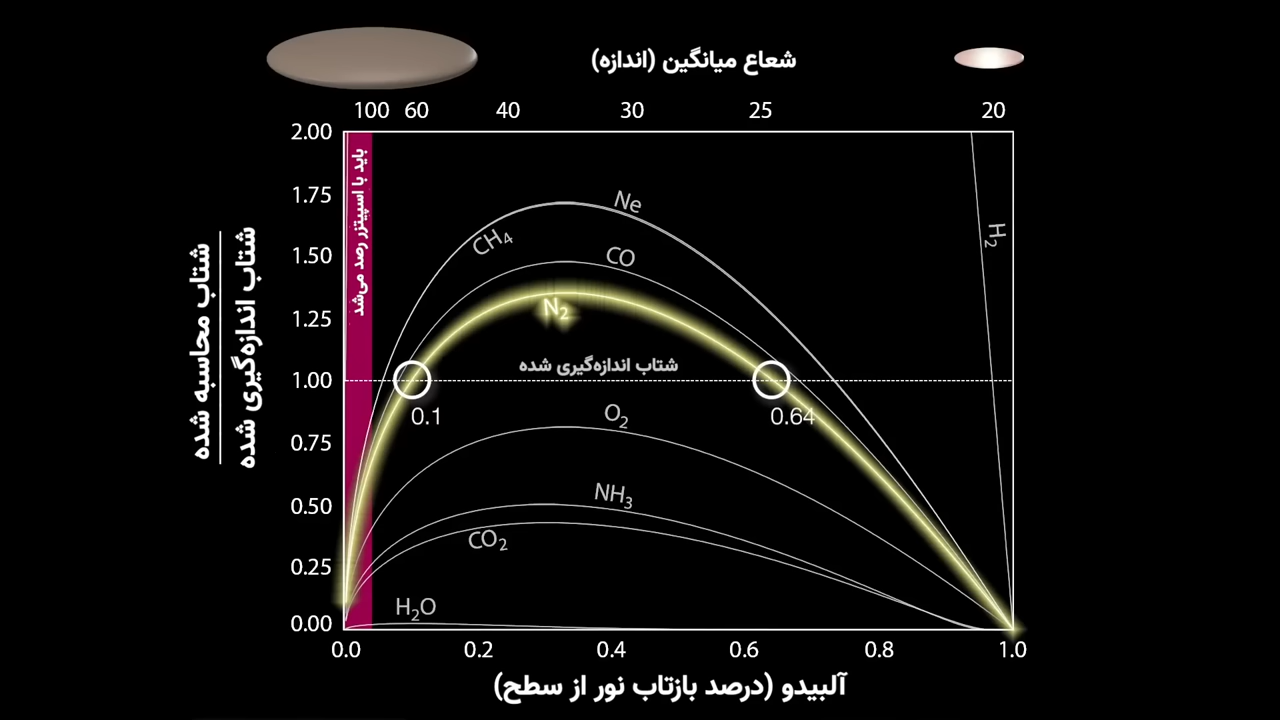 شعاع میانگین (اندازه)
100 60 40 30 25 20
2.00
1.75
1.50
1.25
1.00
0.75
0.50
0.25
0.00
شتاب محاسبه شده
شتاب اندازه‌گیری شده
باید با اسپیتزر رصد می‌شد
Ne
CH₄
H₂
CO
N₂
شتاب اندازه‌گیری شده
0.1
0.64
O₂
NH₃
CO₂
H₂O
0.0 0.2 0.4 0.6 0.8 1.0
آلبیدو (درصد بازتاب نور از سطح)